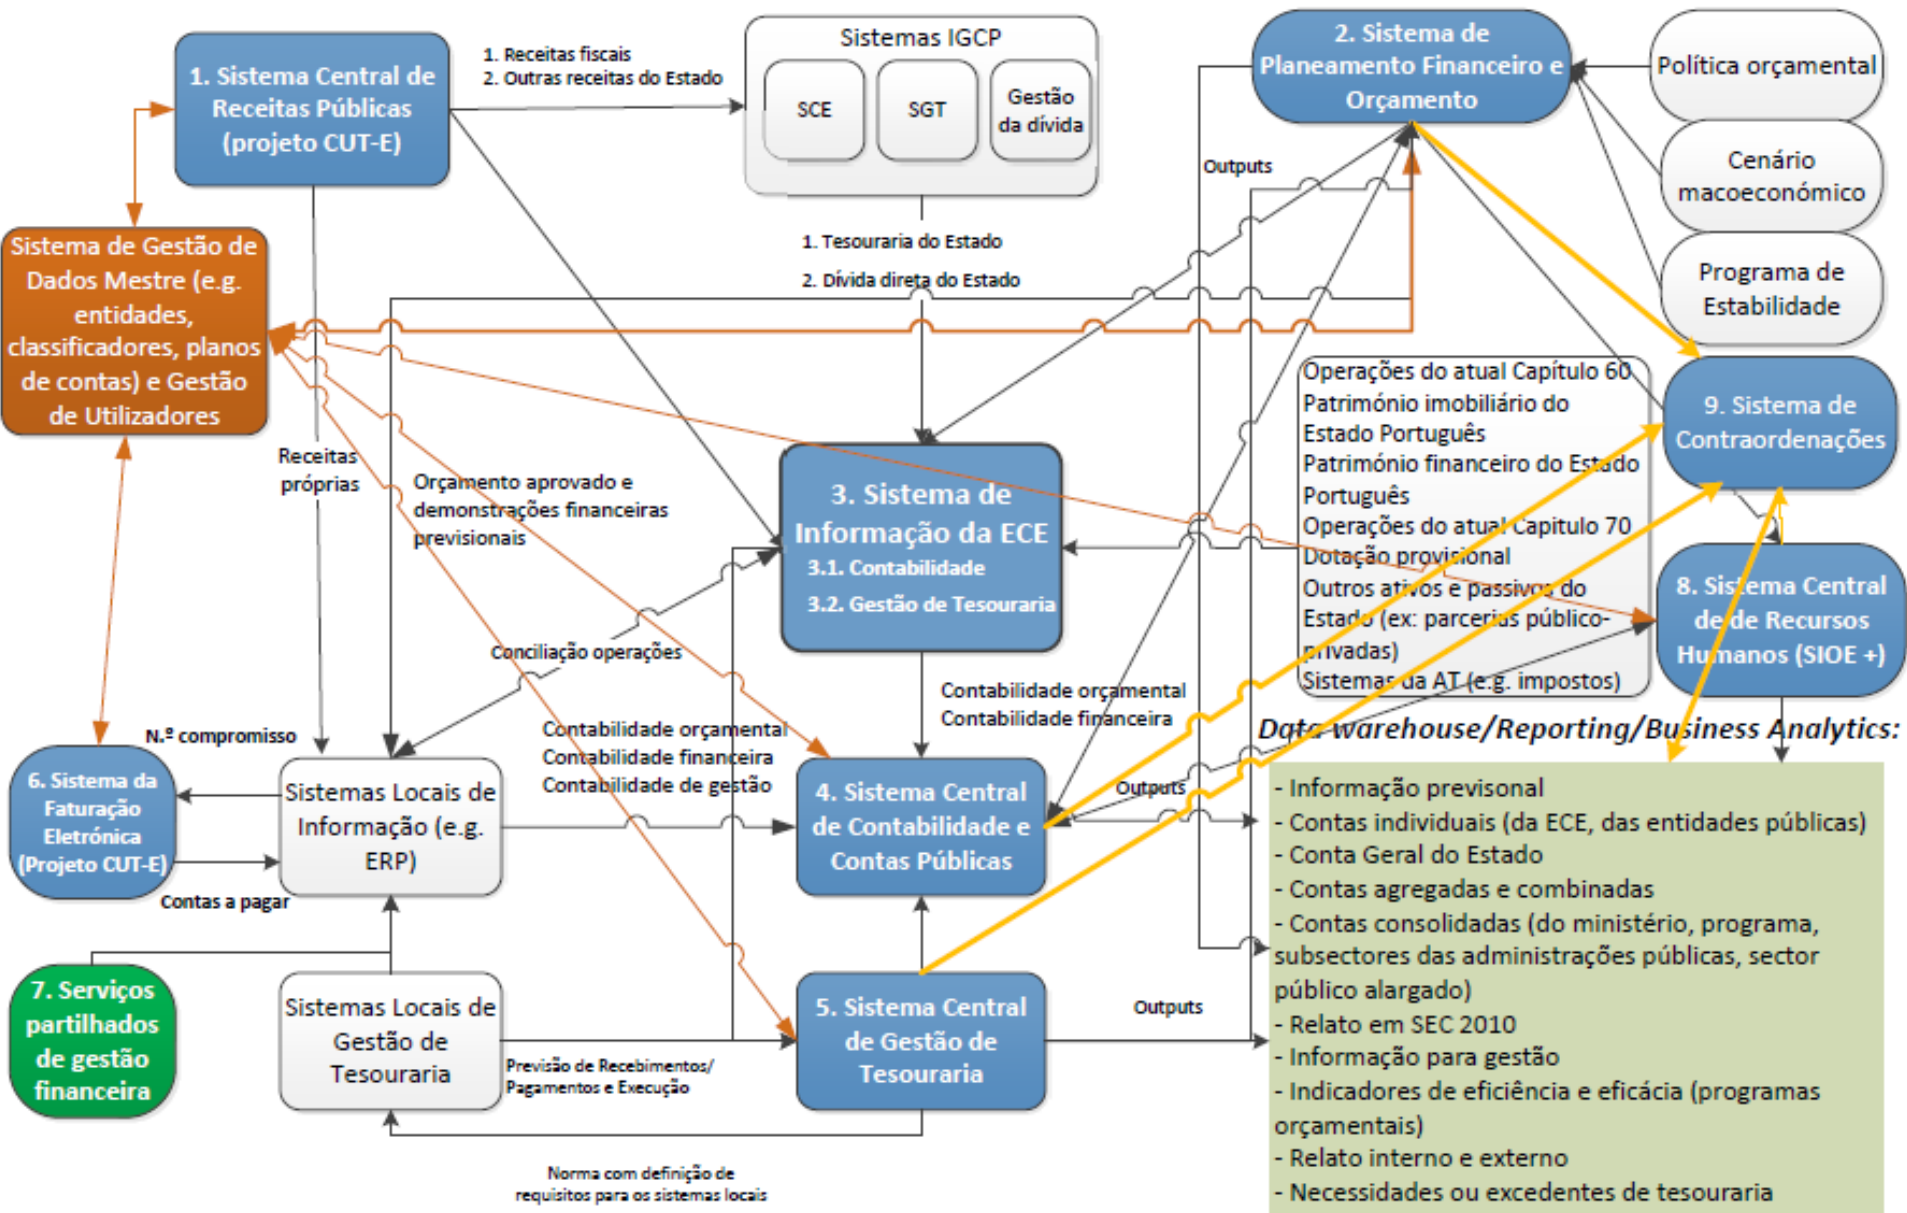 1. Sistema Central de
Receitas Públicas
(projeto CUT-E)
1. Receitas fiscais
2. Outras receitas do Estado
Sistemas IGCP
SCE
SGT
Gestão
da dívida
2. Sistema de
Planeamento Financeiro e
Orçamento
Política orçamental
Cenário
macoeconómico
Programa de
Estabilidade
Outputs
1. Tesouraria do Estado
2. Dívida direta do Estado
Sistema de Gestão de
Dados Mestre (e.g.
entidades,
classificadores, planos
de contas) e Gestão
de Utilizadores
Receitas
próprias
Orçamento aprovado e
demonstrações financeiras
previsionais
3. Sistema de
Informação da ECE
3.1. Contabilidade
3.2. Gestão de Tesouraria
Operações do atual Capítulo 60
Património imobiliário do
Estado Português
Património financeiro do Estado
Português
Operações do atual Capitulo 70
Dotação provisional
Outros ativos e passivos do
Estado (ex: parcerias público-
privadas)
Sistemas da AT (e.g. impostos)
9. Sistema de
Contraordenações
8. Sistema Central
de de Recursos
Humanos (SIOE +)
Conciliação operações
Contabilidade orçamental
Contabilidade financeira
N.º compromisso
Contabilidade orçamental
Contabilidade financeira
Contabilidade de gestão
6. Sistema da
Faturação
Eletrónica
(Projeto CUT-E)
Sistemas Locais de
Informação (e.g.
ERP)
4. Sistema Central
de Contabilidade e
Contas Públicas
Outputs
Contas a pagar
7. Serviços
partilhados
de gestão
financeira
Sistemas Locais de
Gestão de
Tesouraria
Previsão de Recebimentos/
Pagamentos e Execução
5. Sistema Central
de Gestão de
Tesouraria
Outputs
Norma com definição de
requisitos para os sistemas locais
Data warehouse/Reporting/Business Analytics:
- Informação previsonal
- Contas individuais (da ECE, das entidades públicas)
- Conta Geral do Estado
- Contas agregadas e combinadas
- Contas consolidadas (do ministério, programa,
subsectores das administrações públicas, sector
público alargado)
- Relato em SEC 2010
- Informação para gestão
- Indicadores de eficiência e eficácia (programas
orçamentais)
- Relato interno e externo
- Necessidades ou excedentes de tesouraria